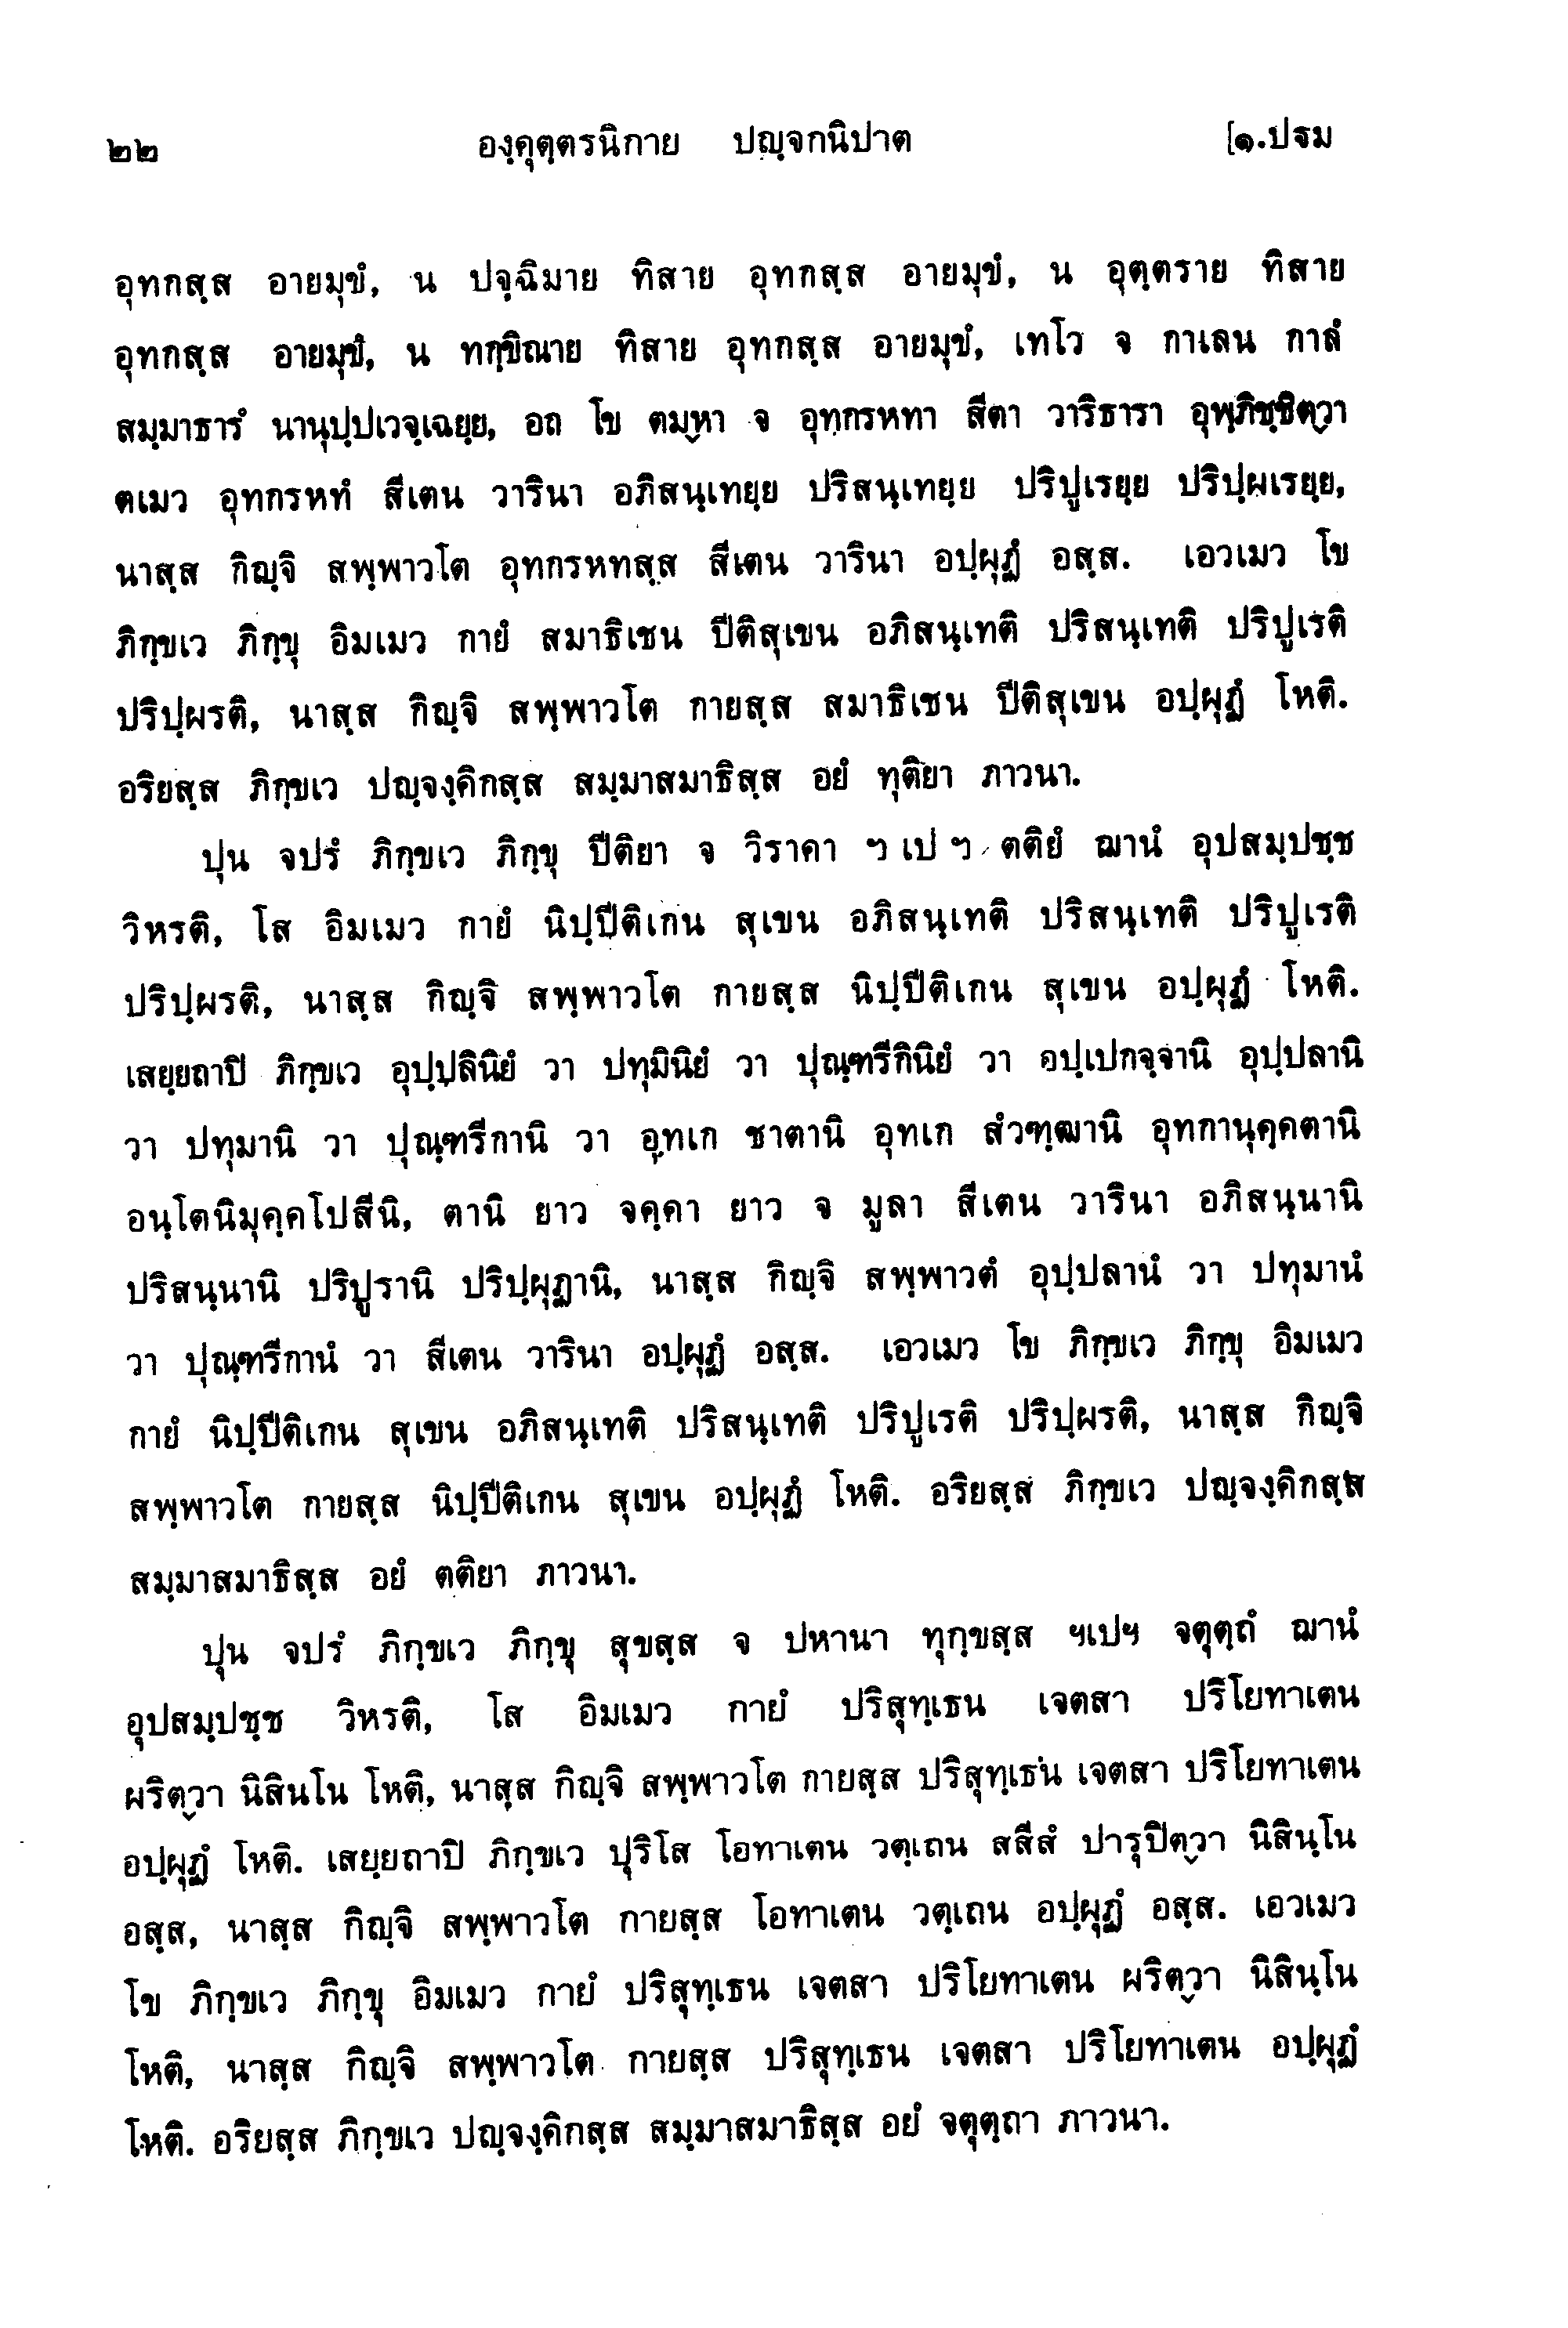 ๒๒ องฺคุตฺตรนิกาย ปญฺจกนิปาต [๑.ปฐม
อุทกสฺส อายมุขํ, น ปจฺฉิมาย ทิสาย อุทกสฺส อายมุขํ, น อุตฺตราย ทิสาย
อุทกสฺส อายมุขํ, น ทกฺขิณาย ทิสาย อุทกสฺส อายมุขํ, เทโว จ กาเลน กาลํ
สมฺมาธารํ นานุปฺปเวจฺเฉยฺย, อถ โข ตมฺหา จ อุทกรหทา สีตา วาริธารา อุพฺภิชฺชิตฺวา
ตเมว อุทกรหทํ สีเตน วารินา อภิสนฺเทยฺย ปริสนฺเทยฺย ปริปูเรยฺย ปริปฺผเรยฺย,
นาสฺส กิญฺจิ สพฺพาวโต อุทกรหทสฺส สีเตน วารินา อปฺผุฏํ อสฺส. เอวเมว โข
ภิกฺขเว ภิกฺขุ อิมเมว กายํ สมาธิเชน ปีติสุเขน อภิสนฺเทติ ปริสนฺเทติ ปริปูเรติ
ปริปฺผรติ, นาสฺส กิญฺจิ สพฺพาวโต กายสฺส สมาธิเชน ปีติสุเขน อปฺผุฏํ โหติ.
อริยสฺส ภิกฺขเว ปญฺจงฺคิกสฺส สมฺมาสมาธิสฺส อยํ ทุติยา ภาวนา.
ปุน จปรํ ภิกฺขเว ภิกฺขุ ปีติยา จ วิราคา ฯ เป ฯ ตติยํ ฌานํ อุปสมฺปชฺช
วิหรติ, โส อิมเมว กายํ นิปฺปีติเกน สุเขน อภิสนฺเทติ ปริสนฺเทติ ปริปูเรติ
ปริปฺผรติ, นาสฺส กิญฺจิ สพฺพาวโต กายสฺส นิปฺปีติเกน สุเขน อปฺผุฏํ โหติ.
เสยฺยถาปิ ภิกฺขเว อุปฺปลินิยํ วา ปทุมินิยํ วา ปุณฺฑรีกินิยํ วา อปฺเปกจฺจานิ อุปฺปลานิ
วา ปทุมานิ วา ปุณฺฑรีกานิ วา อุทเก ชาตานิ อุทเก สํวฑฺฒานิ อุทกานุคฺคตานิ
อนฺโตนิมุคฺคโปสีนิ, ตานิ ยาว จคฺคา ยาว จ มูลา สีเตน วารินา อภิสนฺนานิ
ปริสนฺนานิ ปริปูรานิ ปริปฺผุฏานิ, นาสฺส กิญฺจิ สพฺพาวตํ อุปฺปลานํ วา ปทุมานํ
วา ปุณฺฑรีกานํ วา สีเตน วารินา อปฺผุฏํ อสฺส. เอวเมว โข ภิกฺขเว ภิกฺขุ อิมเมว
กายํ นิปฺปีติเกน สุเขน อภิสนฺเทติ ปริสนฺเทติ ปริปูเรติ ปริปฺผรติ, นาสฺส กิญฺจิ
สพฺพาวโต กายสฺส นิปฺปีติเกน สุเขน อปฺผุฏํ โหติ. อริยสฺส ภิกฺขเว ปญฺจงฺคิกสฺส
สมฺมาสมาธิสฺส อยํ ตติยา ภาวนา.
ปุน จปรํ ภิกฺขเว ภิกฺขุ สุขสฺส จ ปหานา ทุกฺขสฺส ฯเปฯ จตุตฺถํ ฌานํ
อุปสมฺปชฺช วิหรติ, โส อิมเมว กายํ ปริสุทฺเธน เจตสา ปริโยทาเตน
ผริตฺวา นิสินโน โหติ, นาสฺส กิญฺจิ สพฺพาวโต กายสฺส ปริสุทฺเธน เจตสา ปริโยทาเตน
อปฺผุฏํ โหติ. เสยฺยถาปิ ภิกฺขเว ปุริโส โอทาเตน วตฺเถน สสีสํ ปารุปิตฺวา นิสินฺโน
อสฺส, นาสฺส กิญฺจิ สพฺพาวโต กายสฺส โอทาเตน วตฺเถน อปฺผุฏํ อสฺส. เอวเมว
โข ภิกฺขเว ภิกฺขุ อิมเมว กายํ ปริสุทฺเธน เจตสา ปริโยทาเตน ผริตฺวา นิสินฺโน
โหติ, นาสฺส กิญฺจิ สพฺพาวโต กายสฺส ปริสุทฺเธน เจตสา ปริโยทาเตน อปฺผุฏํ
โหติ. อริยสฺส ภิกฺขเว ปญฺจงฺคิกสฺส สมฺมาสมาธิสฺส อยํ จตุตฺถา ภาวนา.